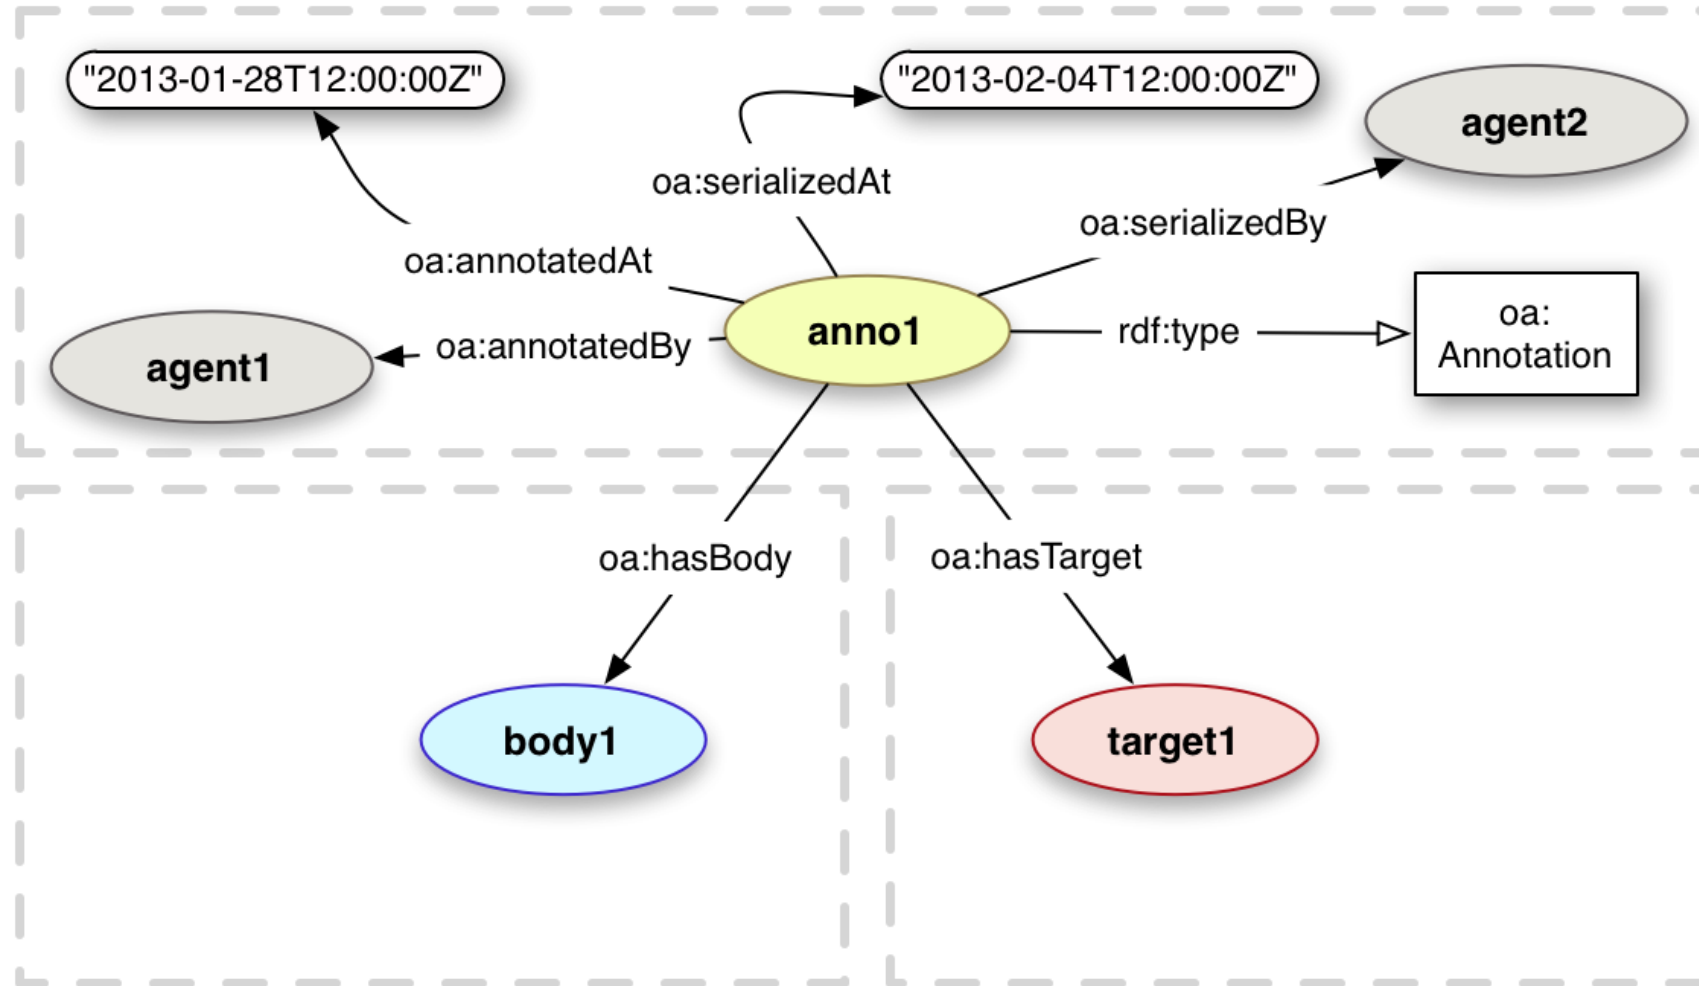 "2013-01-28T12:00:00Z"
"2013-02-04T12:00:00Z"
agent2
oa:serializedAt
oa:serializedBy
oa:annotatedAt
agent1
oa:annotatedBy
anno1
rdf:type
oa:
Annotation
oa:hasBody
oa:hasTarget
body1
target1